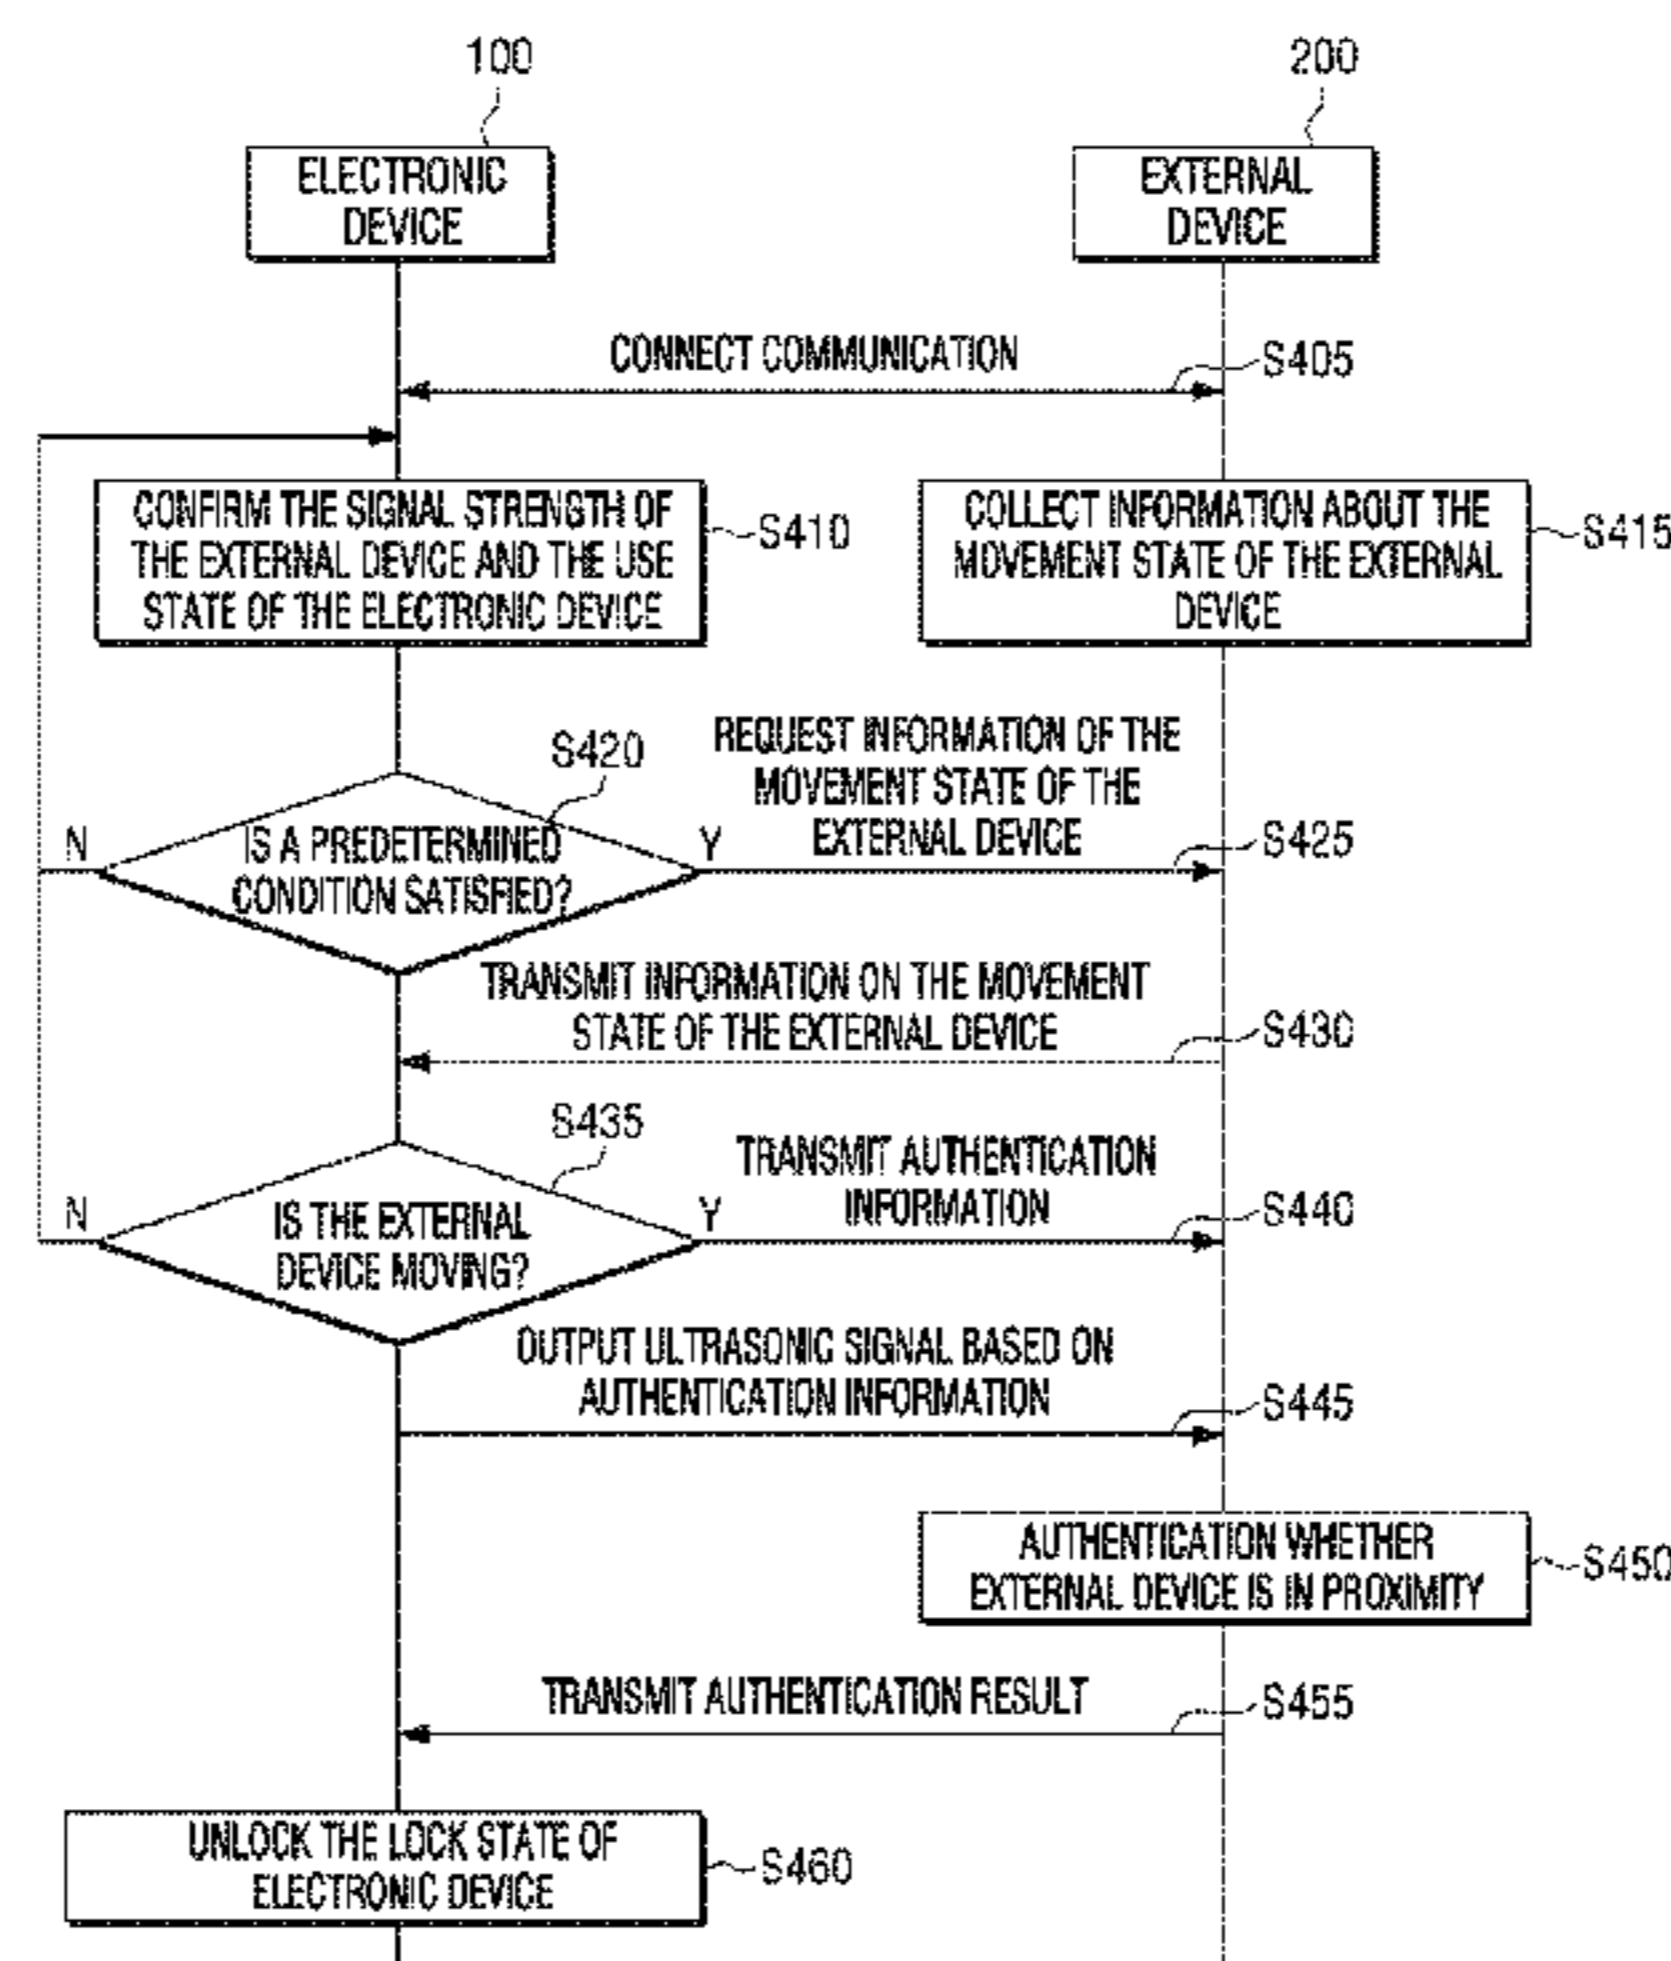 100
200
ELECTRONIC
DEVICE
EXTERNAL
DEVICE
CONNECT COMMUNICATION
S405
CONFIRM THE SIGNAL STRENGTH OF
THE EXTERNAL DEVICE AND THE USE
STATE OF THE ELECTRONIC DEVICE
S410
COLLECT INFORMATION ABOUT THE
MOVEMENT STATE OF THE EXTERNAL
DEVICE
S415
S420
IS A PREDETERMINED
CONDITION SATISFIED?
N
Y
REQUEST INFORMATION OF THE
MOVEMENT STATE OF THE
EXTERNAL DEVICE
S425
TRANSMIT INFORMATION ON THE MOVEMENT
STATE OF THE EXTERNAL DEVICE
S430
S435
IS THE EXTERNAL
DEVICE MOVING?
N
Y
TRANSMIT AUTHENTICATION
INFORMATION
S440
OUTPUT ULTRASONIC SIGNAL BASED ON
AUTHENTICATION INFORMATION
S445
AUTHENTICATION WHETHER
EXTERNAL DEVICE IS IN PROXIMITY
S450
TRANSMIT AUTHENTICATION RESULT
S455
UNLOCK THE LOCK STATE OF
ELECTRONIC DEVICE
S460